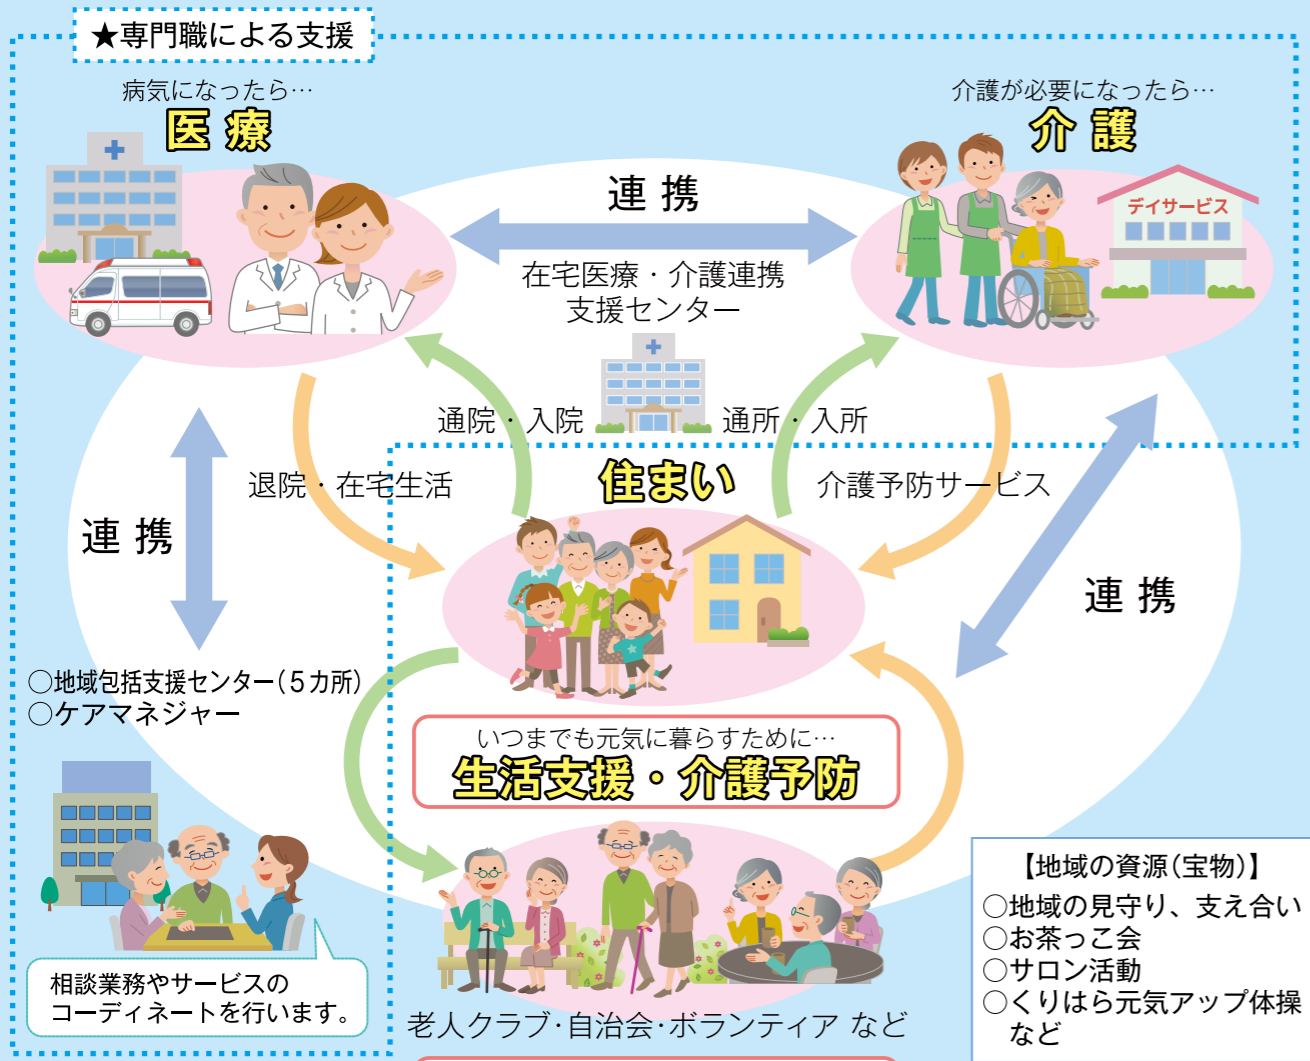 ★専門職による支援
病気になったら…
医療
介護が必要になったら…
介護
デイサービス
連携
在宅医療・介護連携
支援センター
通院・入院
通所・入所
退院・在宅生活
住まい
介護予防サービス
連携
連携
○地域包括支援センター（５カ所）
○ケアマネジャー
いつまでも元気に暮らすために…
生活支援・介護予防
相談業務やサービスの
コーディネートを行います。
老人クラブ・自治会・ボランティア など
【地域の資源（宝物）】
○地域の見守り、支え合い
○お茶っこ会
○サロン活動
○くりはら元気アップ体操
など